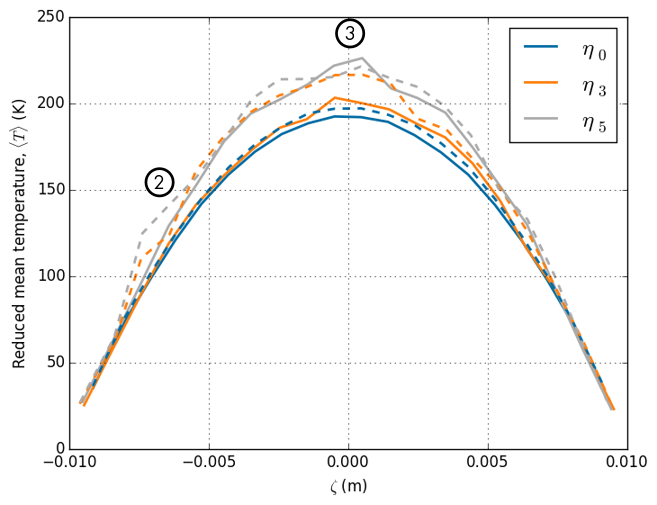 250
200
150
100
50
0
−0.010
−0.005
0.000
0.005
0.010
Reduced mean temperature, ⟨T⟩ (K)
ζ (m)
3
2
η 0
η 3
η 5